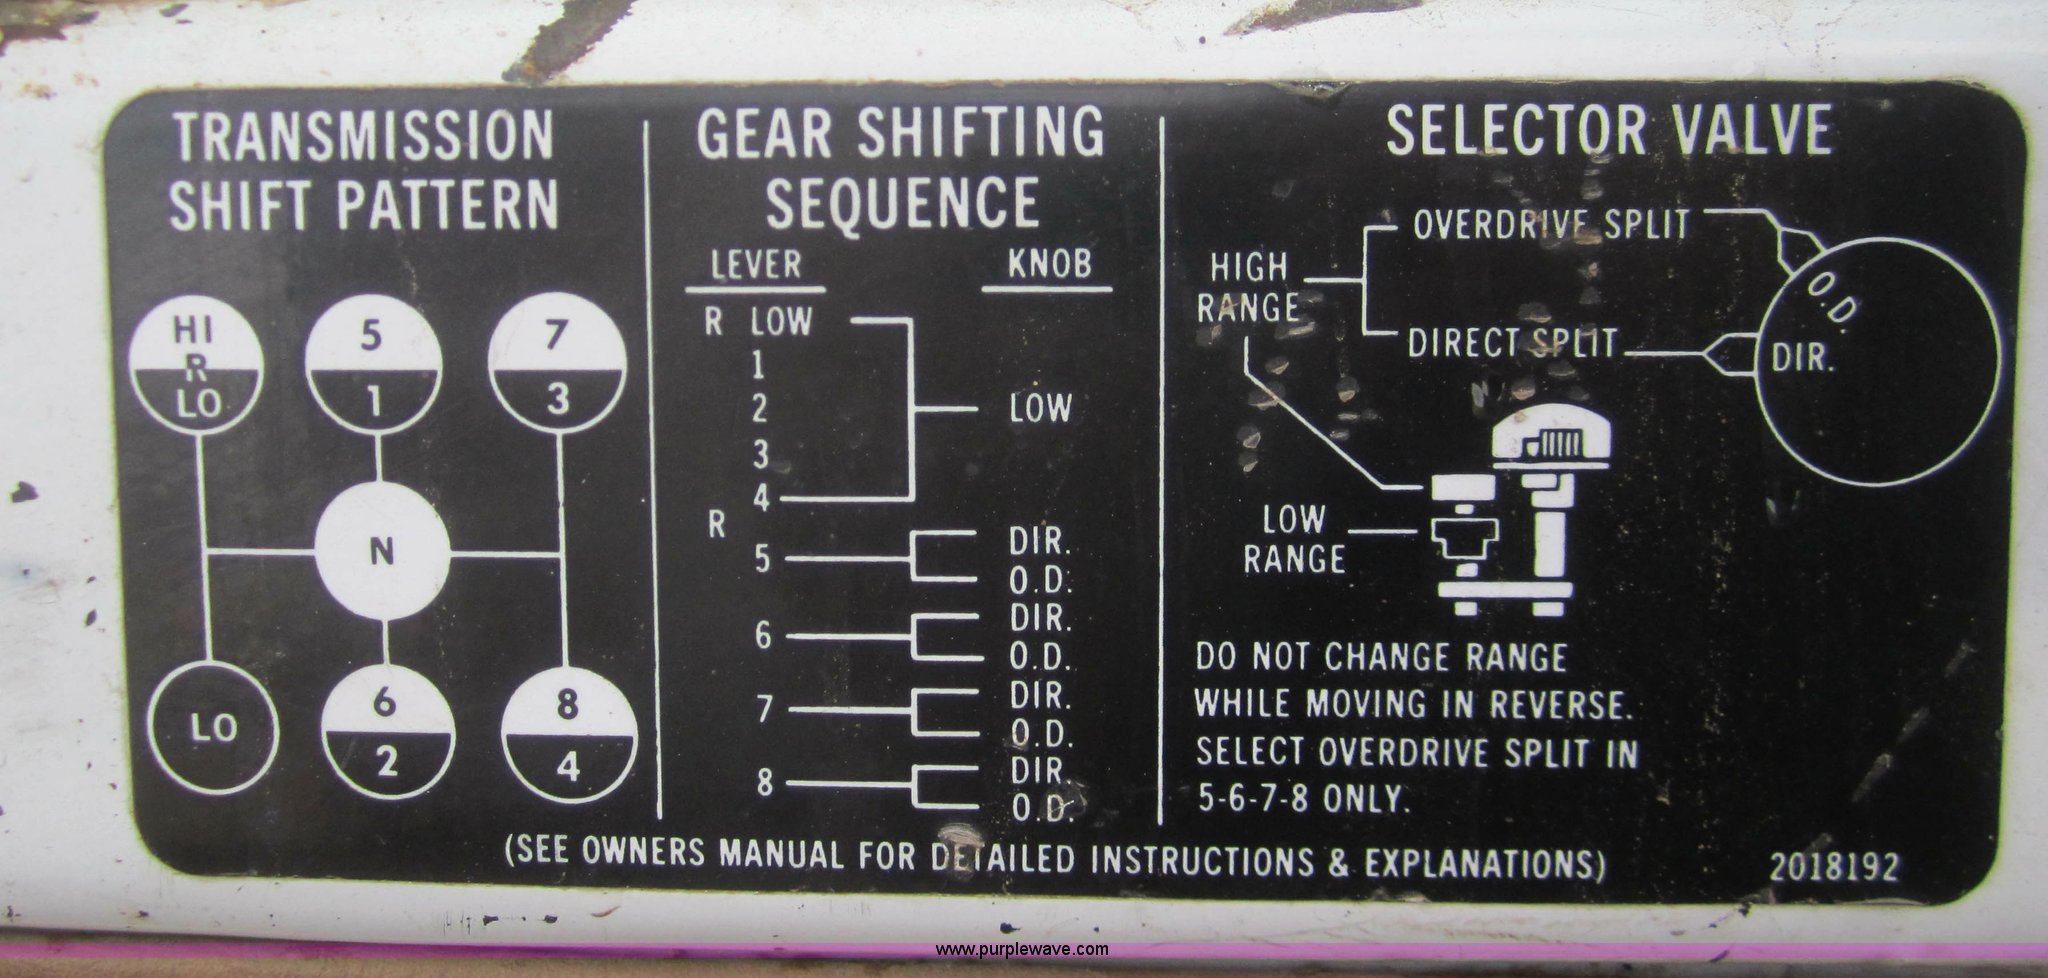 TRANSMISSION
SHIFT PATTERN
HI
R
LO
5
1
7
3
N
LO
6
2
8
4
GEAR SHIFTING
SEQUENCE
LEVER KNOB
R LOW
1
2
3
4
LOW
R
5
DIR.
O.D.
6
DIR.
O.D.
7
DIR.
O.D.
8
DIR.
O.D.
SELECTOR VALVE
OVERDRIVE SPLIT
HIGH
RANGE
DIRECT SPLIT
O.D.
DIR.
LOW
RANGE
DO NOT CHANGE RANGE
WHILE MOVING IN REVERSE.
SELECT OVERDRIVE SPLIT IN
5-6-7-8 ONLY.
(SEE OWNERS MANUAL FOR DETAILED INSTRUCTIONS & EXPLANATIONS)
2018192
www.purplewave.com